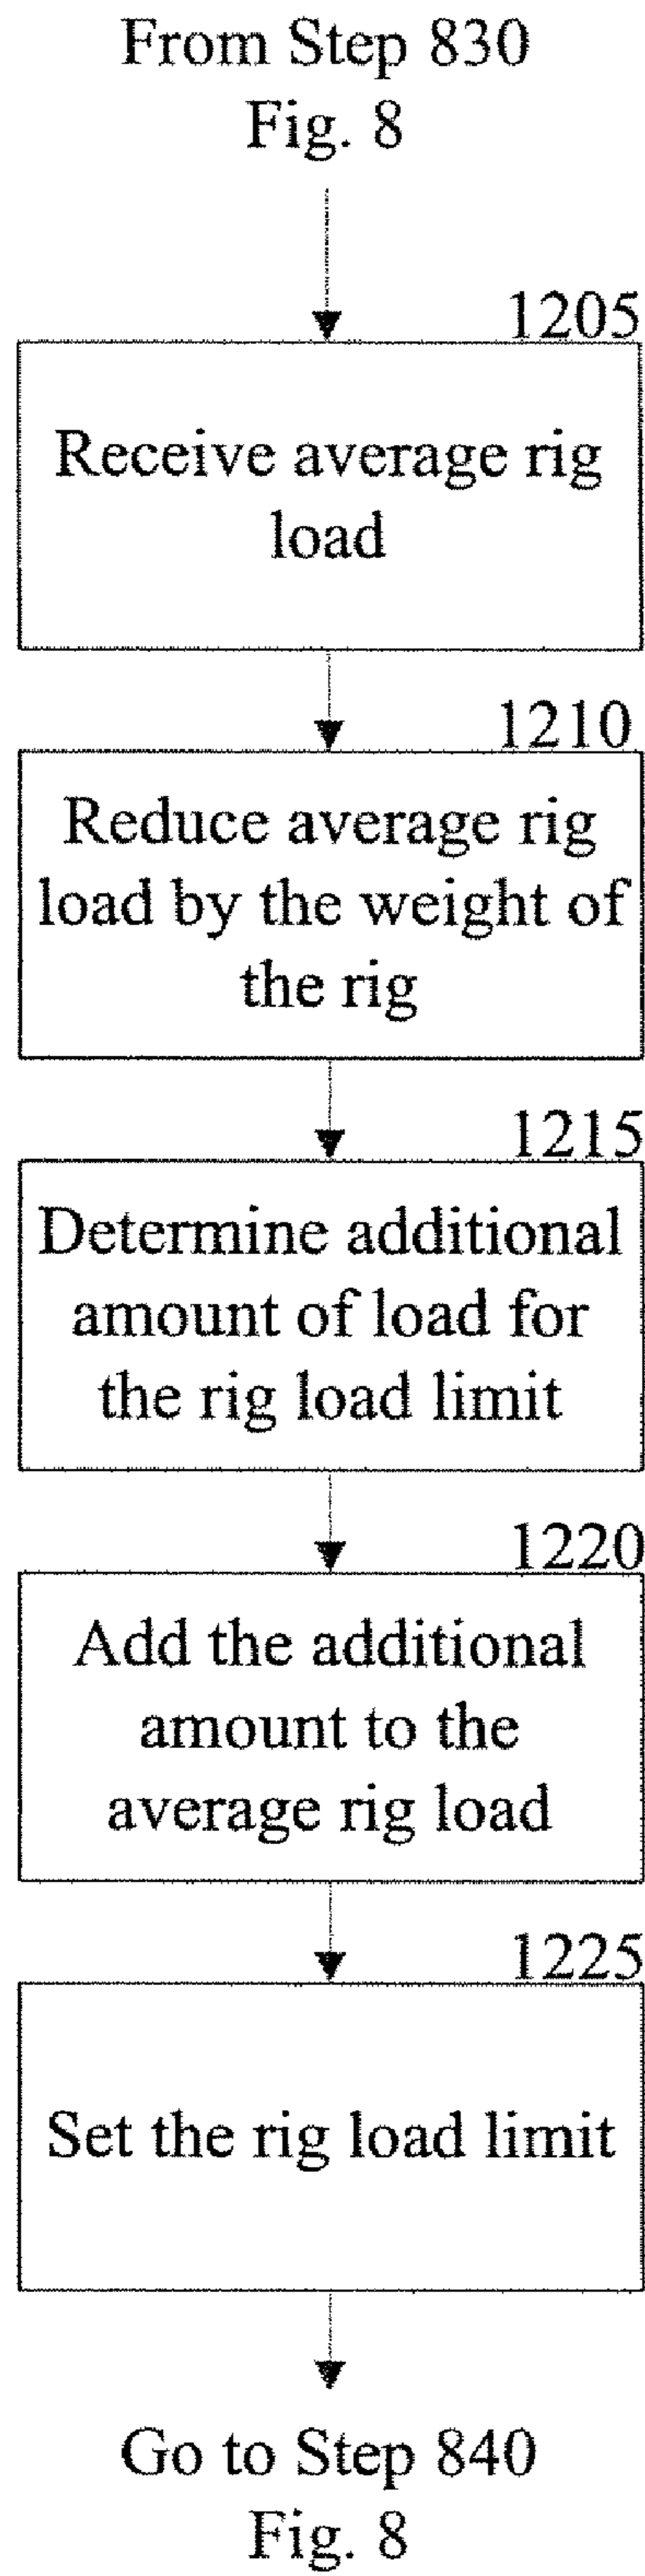 From Step 830
Fig. 8
1205
Receive average rig
load
1210
Reduce average rig
load by the weight of
the rig
1215
Determine additional
amount of load for
the rig load limit
1220
Add the additional
amount to the
average rig load
1225
Set the rig load limit
Go to Step 840
Fig. 8